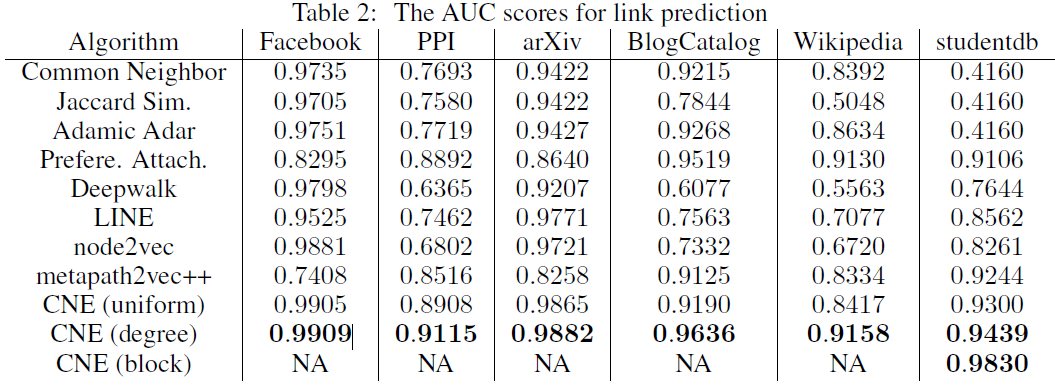 Table 2: The AUC scores for link prediction
Algorithm Facebook PPI arXiv BlogCatalog Wikipedia studentdb
Common Neighbor 0.9735 0.7693 0.9422 0.9215 0.8392 0.4160
Jaccard Sim. 0.9705 0.7580 0.9422 0.7844 0.5048 0.4160
Adamic Adar 0.9751 0.7719 0.9427 0.9268 0.8634 0.4160
Prefere. Attach. 0.8295 0.8892 0.8640 0.9519 0.9130 0.9106
Deepwalk 0.9798 0.6365 0.9207 0.6077 0.5563 0.7644
LINE 0.9525 0.7462 0.9771 0.7563 0.7077 0.8562
node2vec 0.9881 0.6802 0.9721 0.7332 0.6720 0.8261
metapath2vec++ 0.7408 0.8516 0.8258 0.9125 0.8334 0.9244
CNE (uniform) 0.9905 0.8908 0.9865 0.9190 0.8417 0.9300
CNE (degree) 0.9909 0.9115 0.9882 0.9636 0.9158 0.9439
CNE (block) NA NA NA NA NA 0.9830